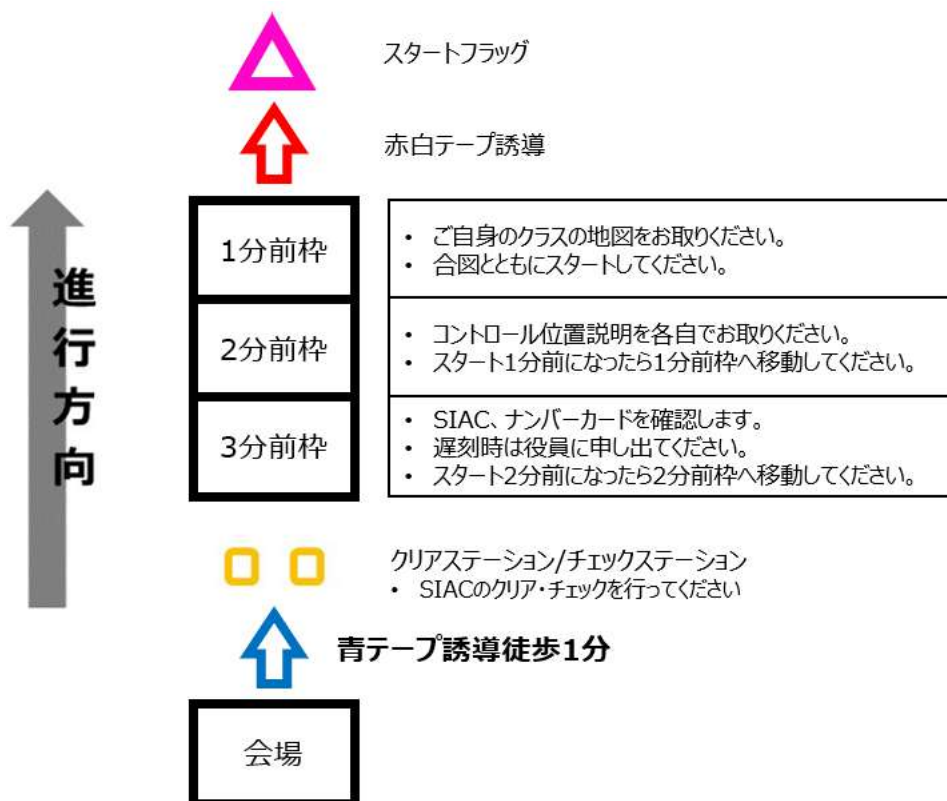 スタートフラッグ
赤白テープ誘導
進行方向
1分前枠
• ご自身のクラスの地図をお取りください。
• 合図とともにスタートしてください。
2分前枠
• コントロール位置説明を各自でお取りください。
• スタート1分前になったら1分前枠へ移動してください。
3分前枠
• SIAC、ナンバーカードを確認します。
• 遅刻時は役員に申し出てください。
• スタート2分前になったら2分前枠へ移動してください。
クリアステーション/チェックステーション
• SIACのクリア・チェックを行ってください
青テープ誘導徒歩1分
会場